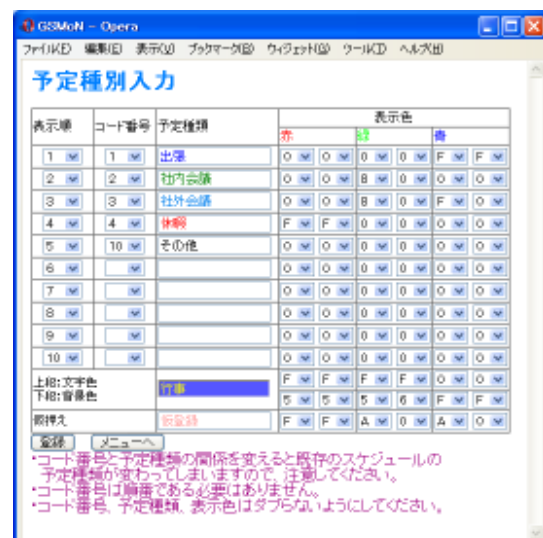 GSMoN - Opera
ファイル(F) 編集(E) 表示(V) ブックマーク(B) ウィジェット(G) ツール(T) ヘルプ(H)
予定種別入力
表示順 コード番号 予定種類 表示色
赤 緑 青
1 1 出張 0 0 0 0 F F
2 2 社内会議 0 0 8 0 0 0
3 3 社外会議 0 0 8 0 F 0
4 4 休暇 F F 0 0 0 0
5 10 その他 0 0 0 0 0 0
6 0 0 0 0 0 0
7 0 0 0 0 0 0
8 0 0 0 0 0 0
9 0 0 0 0 0 0
10 0 0 0 0 0 0
上段:文字色 行事 F F F F 0 0
下段:背景色 5 5 5 6 F F
仮押え 仮登録 F F A 0 A 0
登録 メニューへ
・コード番号と予定種類の関係を変えると既存のスケジュールの
予定種類が変わってしまいますので、注意してください。
・コード番号は順番である必要はありません。
・コード番号、予定種類、表示色はダブらないようにしてください。